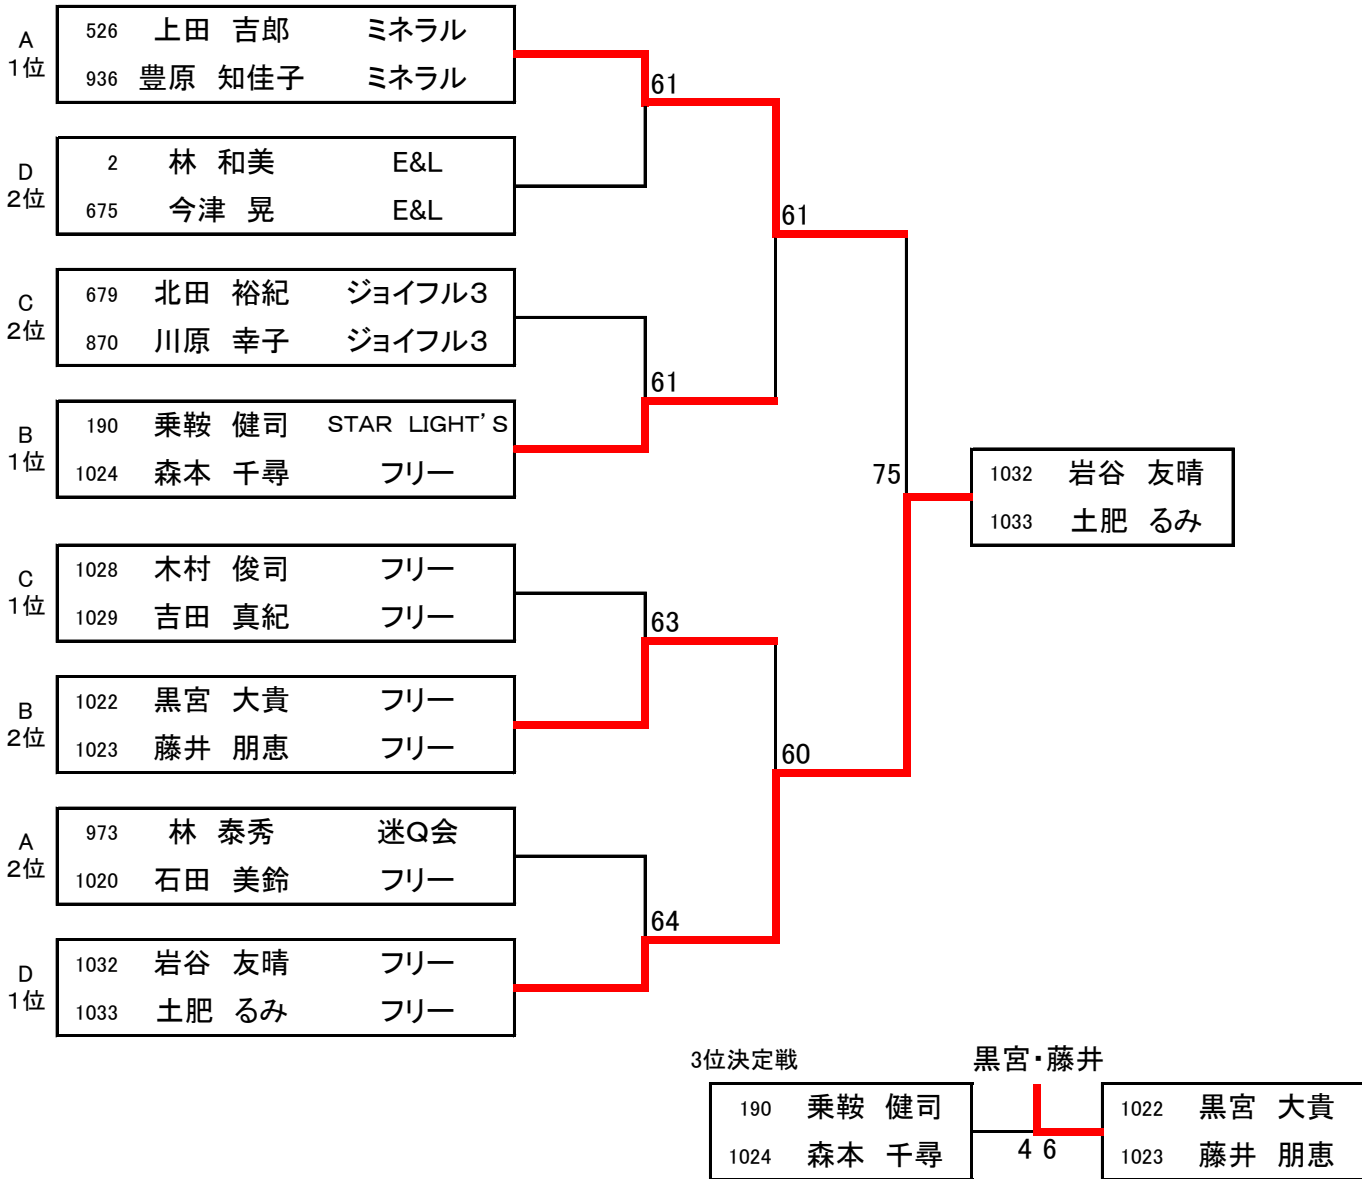 A
1位
526 上田 吉郎 ミネラル
936 豊原 知佳子 ミネラル
61
D
2位
2 林 和美 E&L
675 今津 晃 E&L
61
C
2位
679 北田 裕紀 ジョイフル3
870 川原 幸子 ジョイフル3
61
B
1位
190 乗鞍 健司 STAR LIGHT'S
1024 森本 千尋 フリー
75
1032 岩谷 友晴
1033 土肥 るみ
C
1位
1028 木村 俊司 フリー
1029 吉田 真紀 フリー
63
B
2位
1022 黒宮 大貴 フリー
1023 藤井 朋恵 フリー
60
A
2位
973 林 泰秀 迷Q会
1020 石田 美鈴 フリー
64
D
1位
1032 岩谷 友晴 フリー
1033 土肥 るみ フリー
3位決定戦
黒宮・藤井
190 乗鞍 健司
1024 森本 千尋
4 6
1022 黒宮 大貴
1023 藤井 朋恵